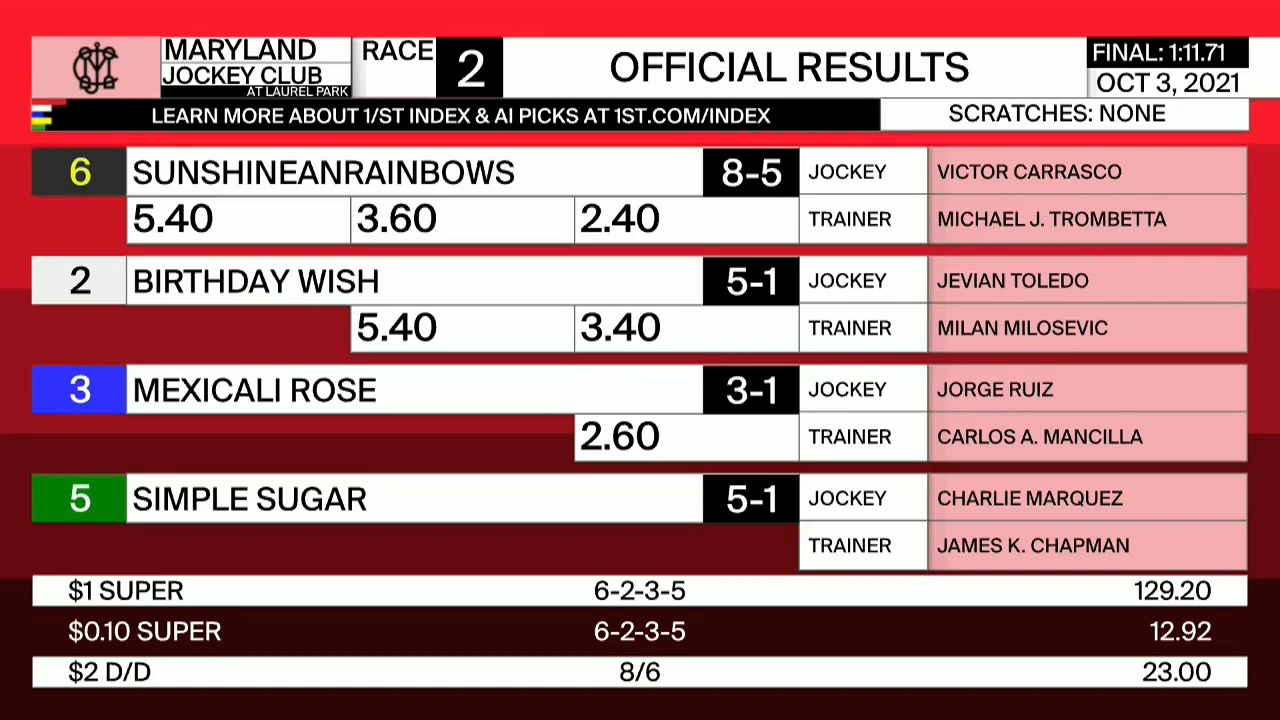 MARYLAND
JOCKEY CLUB
AT LAUREL PARK
RACE 2
OFFICIAL RESULTS
FINAL: 1:11.71
OCT 3, 2021
LEARN MORE ABOUT 1/ST INDEX & AI PICKS AT 1ST.COM/INDEX
SCRATCHES: NONE
6 SUNSHINEANRAINBOWS 8-5 JOCKEY VICTOR CARRASCO
5.40 3.60 2.40 TRAINER MICHAEL J. TROMBETTA
2 BIRTHDAY WISH 5-1 JOCKEY JEVIAN TOLEDO
5.40 3.40 TRAINER MILAN MILOSEVIC
3 MEXICALI ROSE 3-1 JOCKEY JORGE RUIZ
2.60 TRAINER CARLOS A. MANCILLA
5 SIMPLE SUGAR 5-1 JOCKEY CHARLIE MARQUEZ
TRAINER JAMES K. CHAPMAN
$1 SUPER 6-2-3-5 129.20
$0.10 SUPER 6-2-3-5 12.92
$2 D/D 8/6 23.00